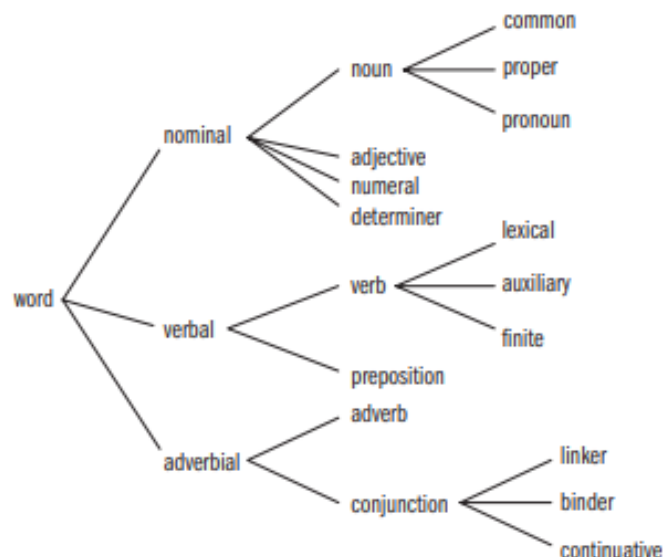 common
noun
proper
nominal
pronoun
adjective
numeral
determiner
lexical
verb
auxiliary
word
verbal
finite
preposition
adverb
adverbial
linker
conjunction
binder
continuative